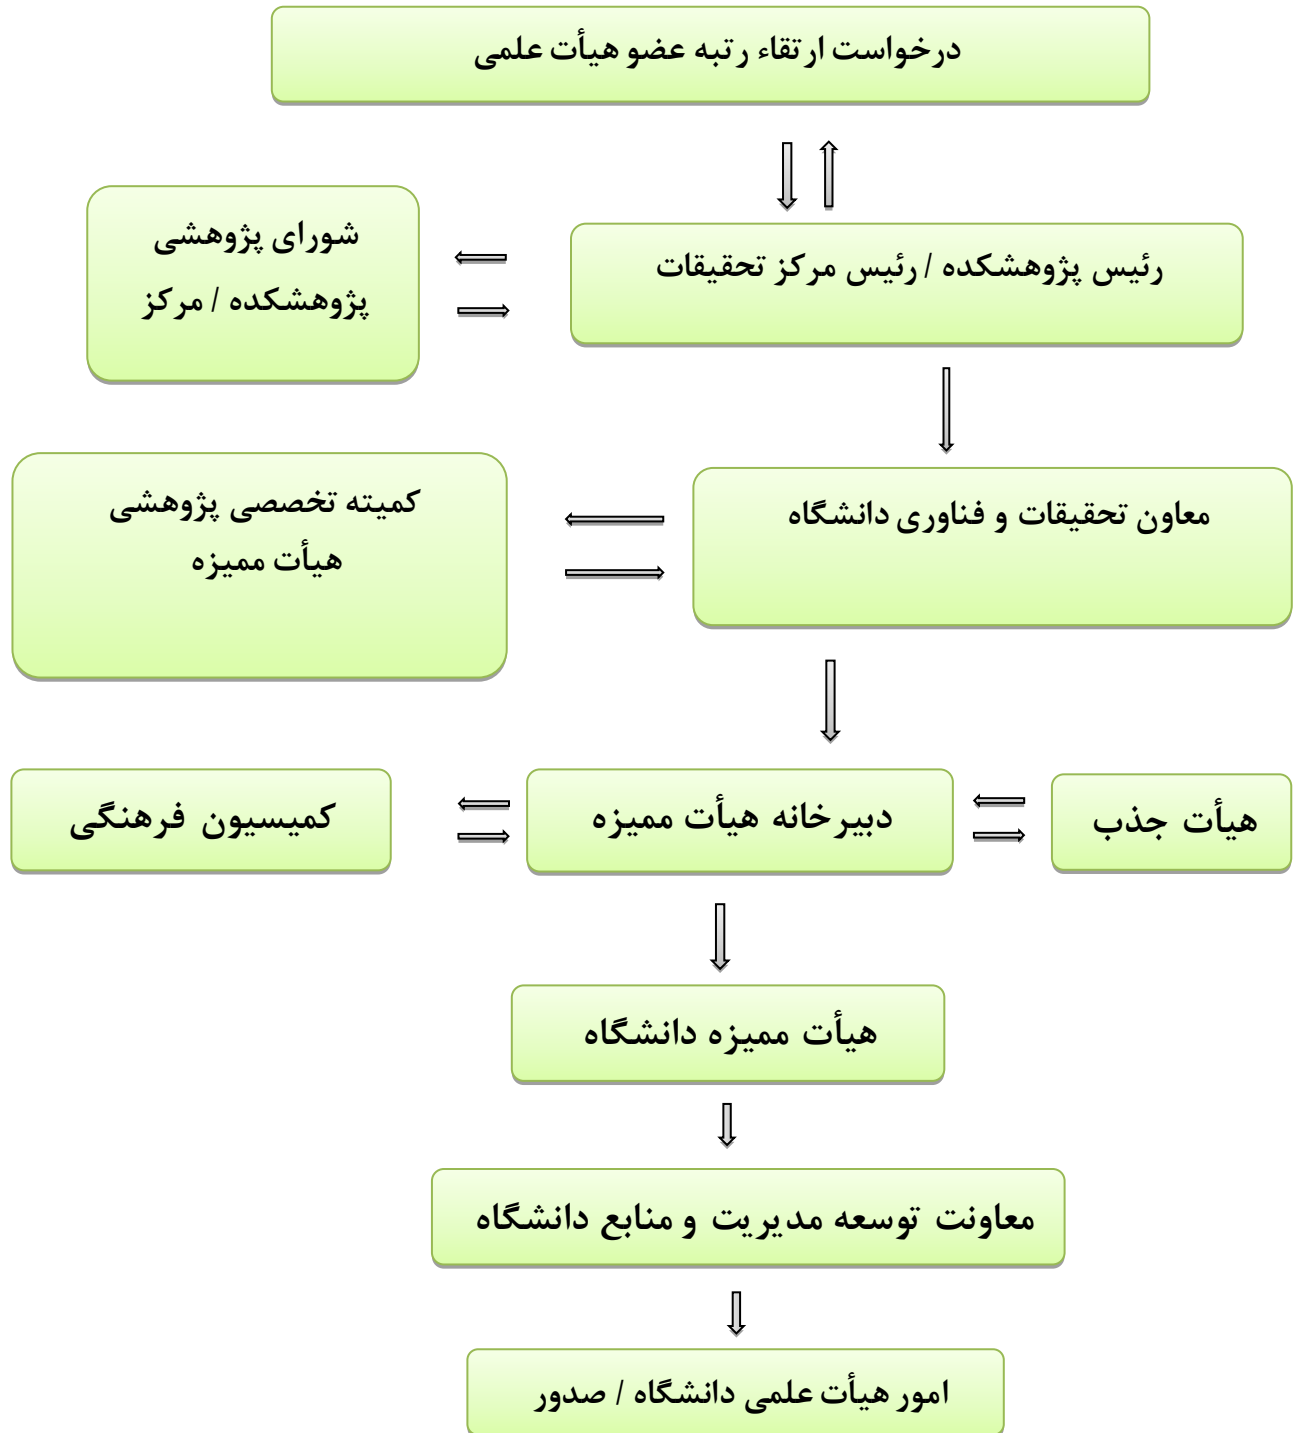 درخواست ارتقاء رتبه عضو هیأت علمی
رئیس پژوهشکده / رئیس مرکز تحقیقات
شورای پژوهشی
پژوهشکده / مرکز
معاون تحقیقات و فناوری دانشگاه
کمیته تخصصی پژوهشی
هیأت ممیزه
هیأت جذب
دبیرخانه هیأت ممیزه
کمیسیون فرهنگی
هیأت ممیزه دانشگاه
معاونت توسعه مدیریت و منابع دانشگاه
امور هیأت علمی دانشگاه / صدور